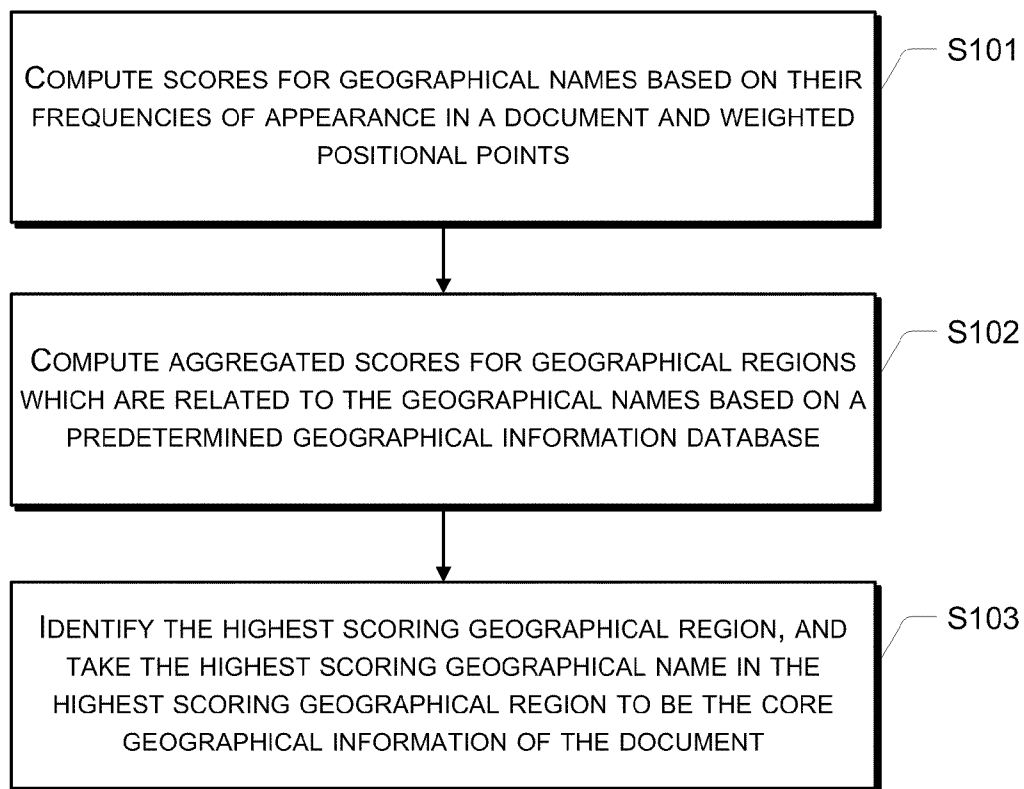 COMPUTE SCORES FOR GEOGRAPHICAL NAMES BASED ON THEIR
FREQUENCIES OF APPEARANCE IN A DOCUMENT AND WEIGHTED
POSITIONAL POINTS
S101
COMPUTE AGGREGATED SCORES FOR GEOGRAPHICAL REGIONS
WHICH ARE RELATED TO THE GEOGRAPHICAL NAMES BASED ON A
PREDETERMINED GEOGRAPHICAL INFORMATION DATABASE
S102
IDENTIFY THE HIGHEST SCORING GEOGRAPHICAL REGION, AND
TAKE THE HIGHEST SCORING GEOGRAPHICAL NAME IN THE
HIGHEST SCORING GEOGRAPHICAL REGION TO BE THE CORE
GEOGRAPHICAL INFORMATION OF THE DOCUMENT
S103